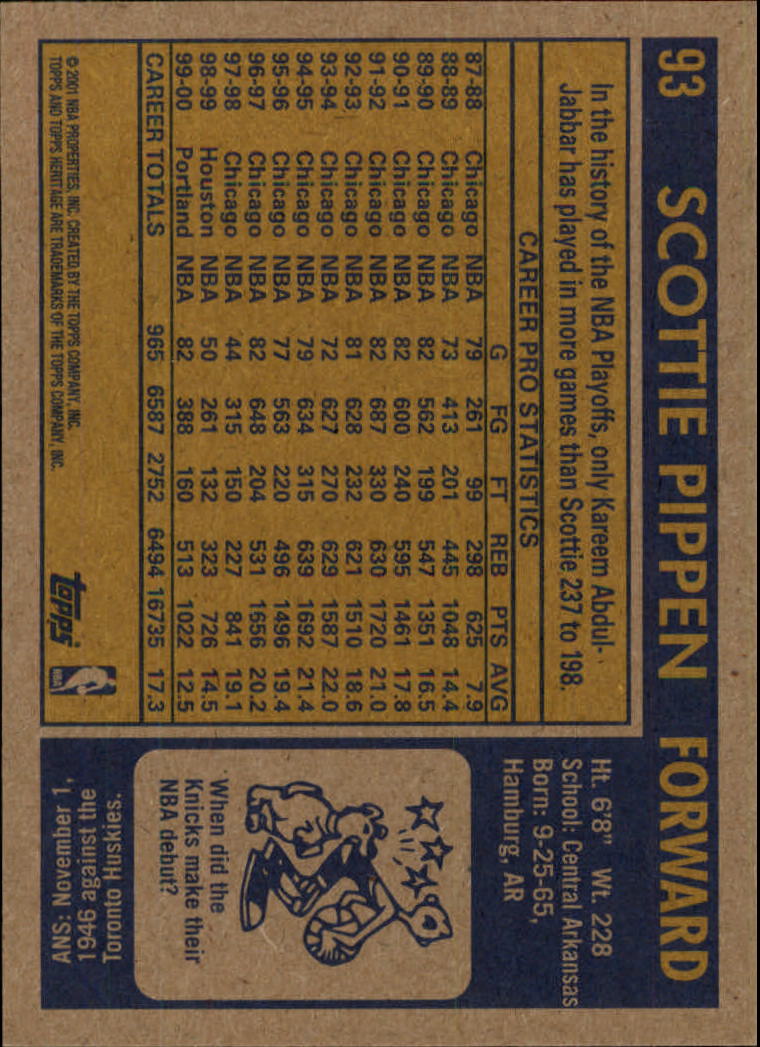 93 SCOTTIE PIPPEN FORWARD
In the history of the NBA Playoffs, only Kareem Abdul-
Jabbar has played in more games than Scottie 237 to 198.
CAREER PRO STATISTICS
G FG FT REB PTS AVG
87-88 Chicago NBA 79 261 99 298 625 7.9
88-89 Chicago NBA 73 413 201 445 1048 14.4
89-90 Chicago NBA 82 562 199 547 1351 16.5
90-91 Chicago NBA 82 600 240 595 1461 17.8
91-92 Chicago NBA 82 687 330 630 1720 21.0
92-93 Chicago NBA 81 628 232 621 1510 18.6
93-94 Chicago NBA 72 627 270 629 1587 22.0
94-95 Chicago NBA 79 634 315 639 1692 21.4
95-96 Chicago NBA 77 563 220 496 1496 19.4
96-97 Chicago NBA 82 648 204 531 1656 20.2
97-98 Chicago NBA 44 315 150 227 841 19.1
98-99 Houston NBA 50 261 132 323 726 14.5
99-00 Portland NBA 82 388 160 513 1022 12.5
CAREER TOTALS 965 6587 2752 6494 16735 17.3
© 2001 NBA PROPERTIES, INC. CREATED BY THE TOPPS COMPANY, INC.
TOPPS AND TOPPS HERITAGE ARE TRADEMARKS OF THE TOPPS COMPANY, INC.
topps
NBA
Ht. 6'8" Wt. 228
School: Central Arkansas
Born: 9-25-65,
Hamburg, AR
When did the
Knicks make their
NBA debut?
ANS: November 1,
1946 against the
Toronto Huskies.